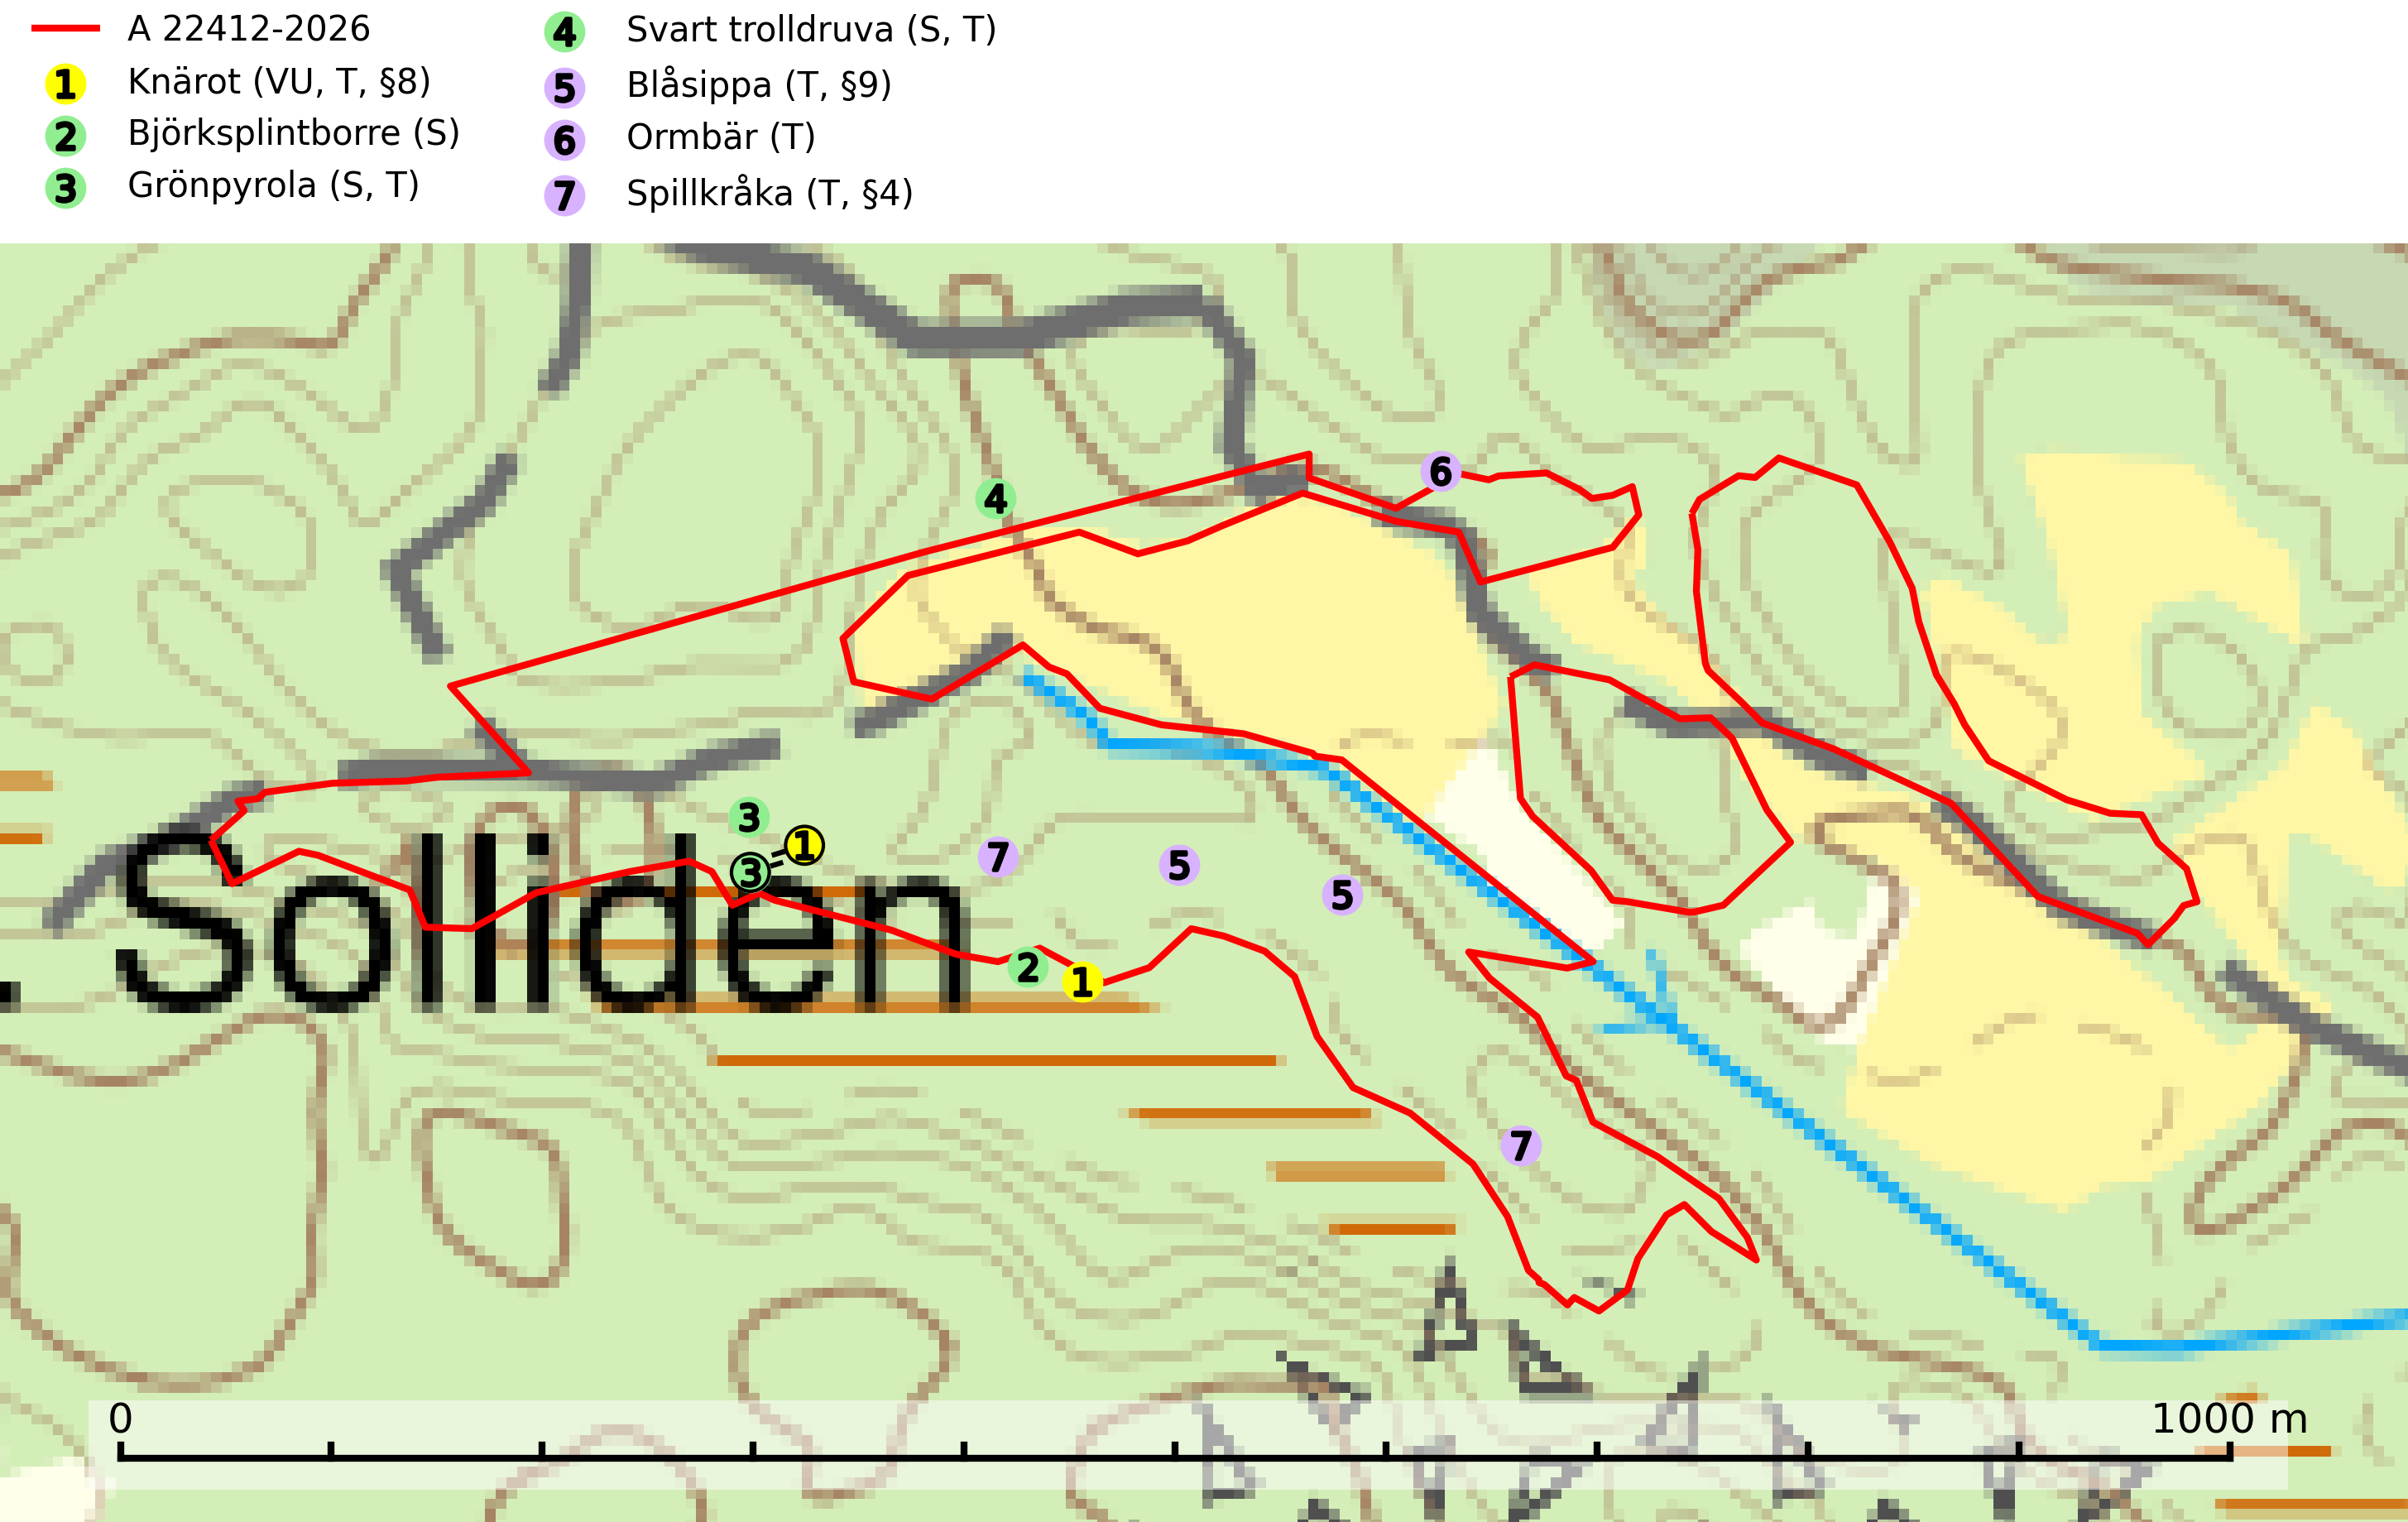 A 22412-2026
1 Knärot (VU, T, §8)
2 Björksplintborre (S)
3 Grönpyrola (S, T)
4 Svart trolldruva (S, T)
5 Blåsippa (T, §9)
6 Ormbär (T)
7 Spillkråka (T, §4)
6
4
3
1
3
7
5
5
Solliden
2
1
7
0 1000 m